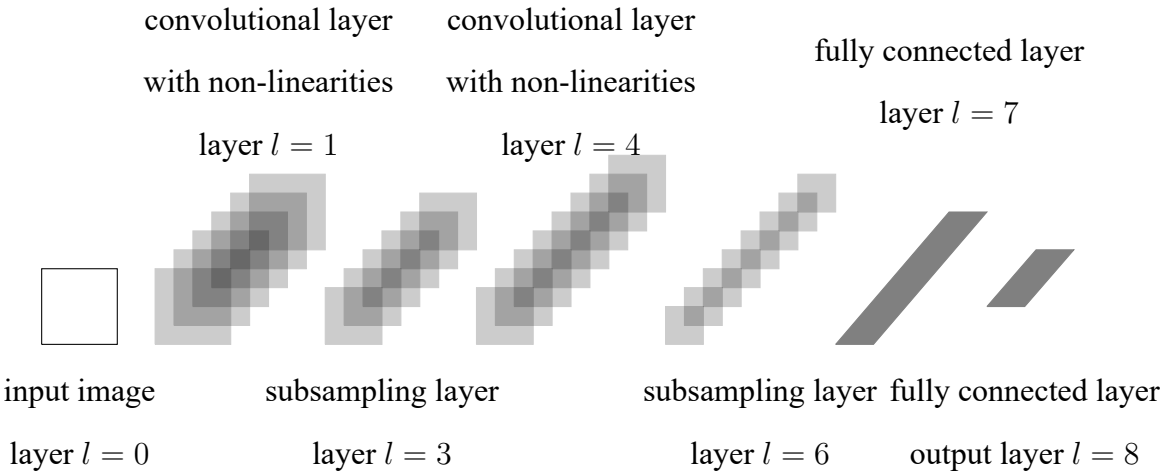 convolutional layer
with non-linearities
layer l = 1
convolutional layer
with non-linearities
layer l = 4
fully connected layer
layer l = 7
input image
layer l = 0
subsampling layer
layer l = 3
subsampling layer
layer l = 6
fully connected layer
output layer l = 8